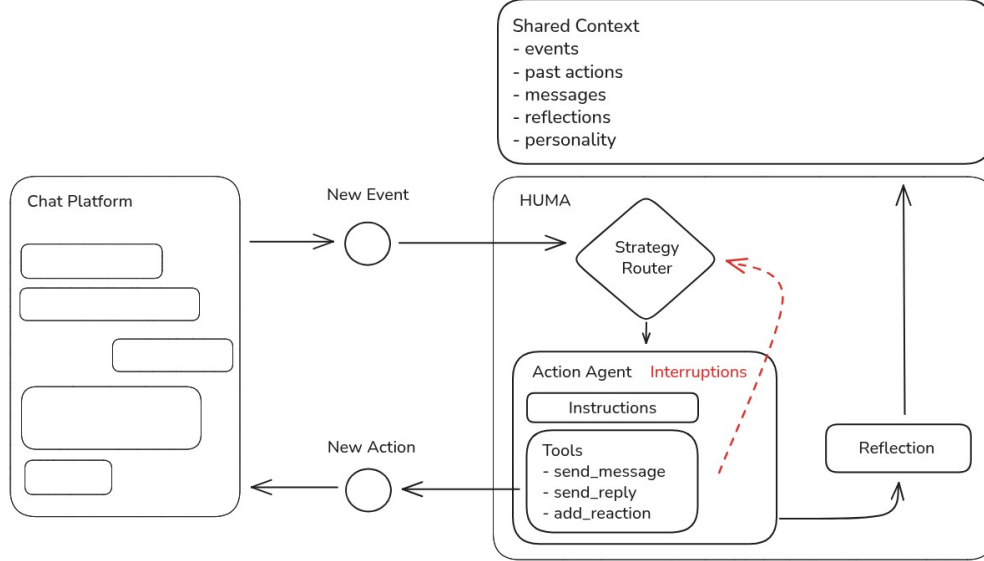 Shared Context
- events
- past actions
- messages
- reflections
- personality
Chat Platform
New Event
HUMA
Strategy
Router
Action Agent
Interruptions
Instructions
Tools
- send_message
- send_reply
- add_reaction
New Action
Reflection